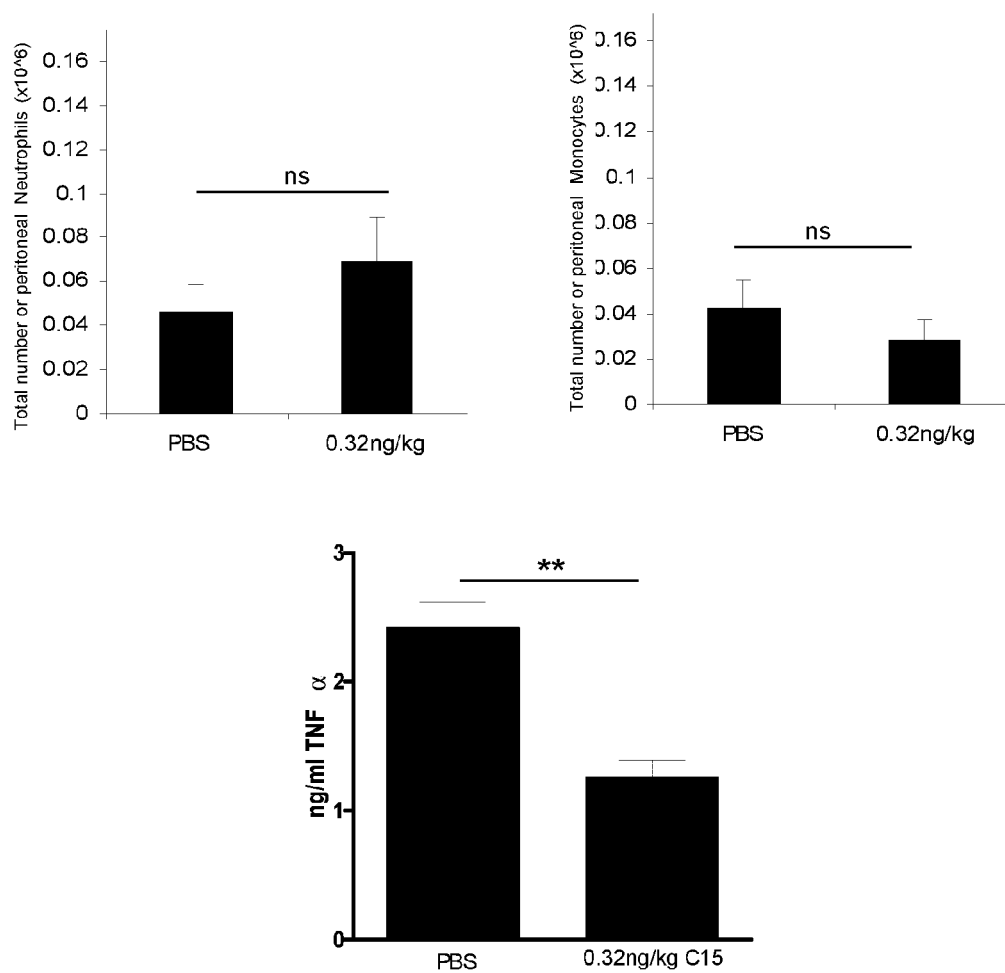 Total number or peritoneal Neutrophils (x10^6)
0.16
0.14
0.12
0.1
0.08
0.06
0.04
0.02
0
ns
PBS
0.32ng/kg
Total number or peritoneal Monocytes (x10^6)
0.16
0.14
0.12
0.1
0.08
0.06
0.04
0.02
0
ns
PBS
0.32ng/kg
ng/ml TNF α
3
2
1
0
**
PBS
0.32ng/kg C15